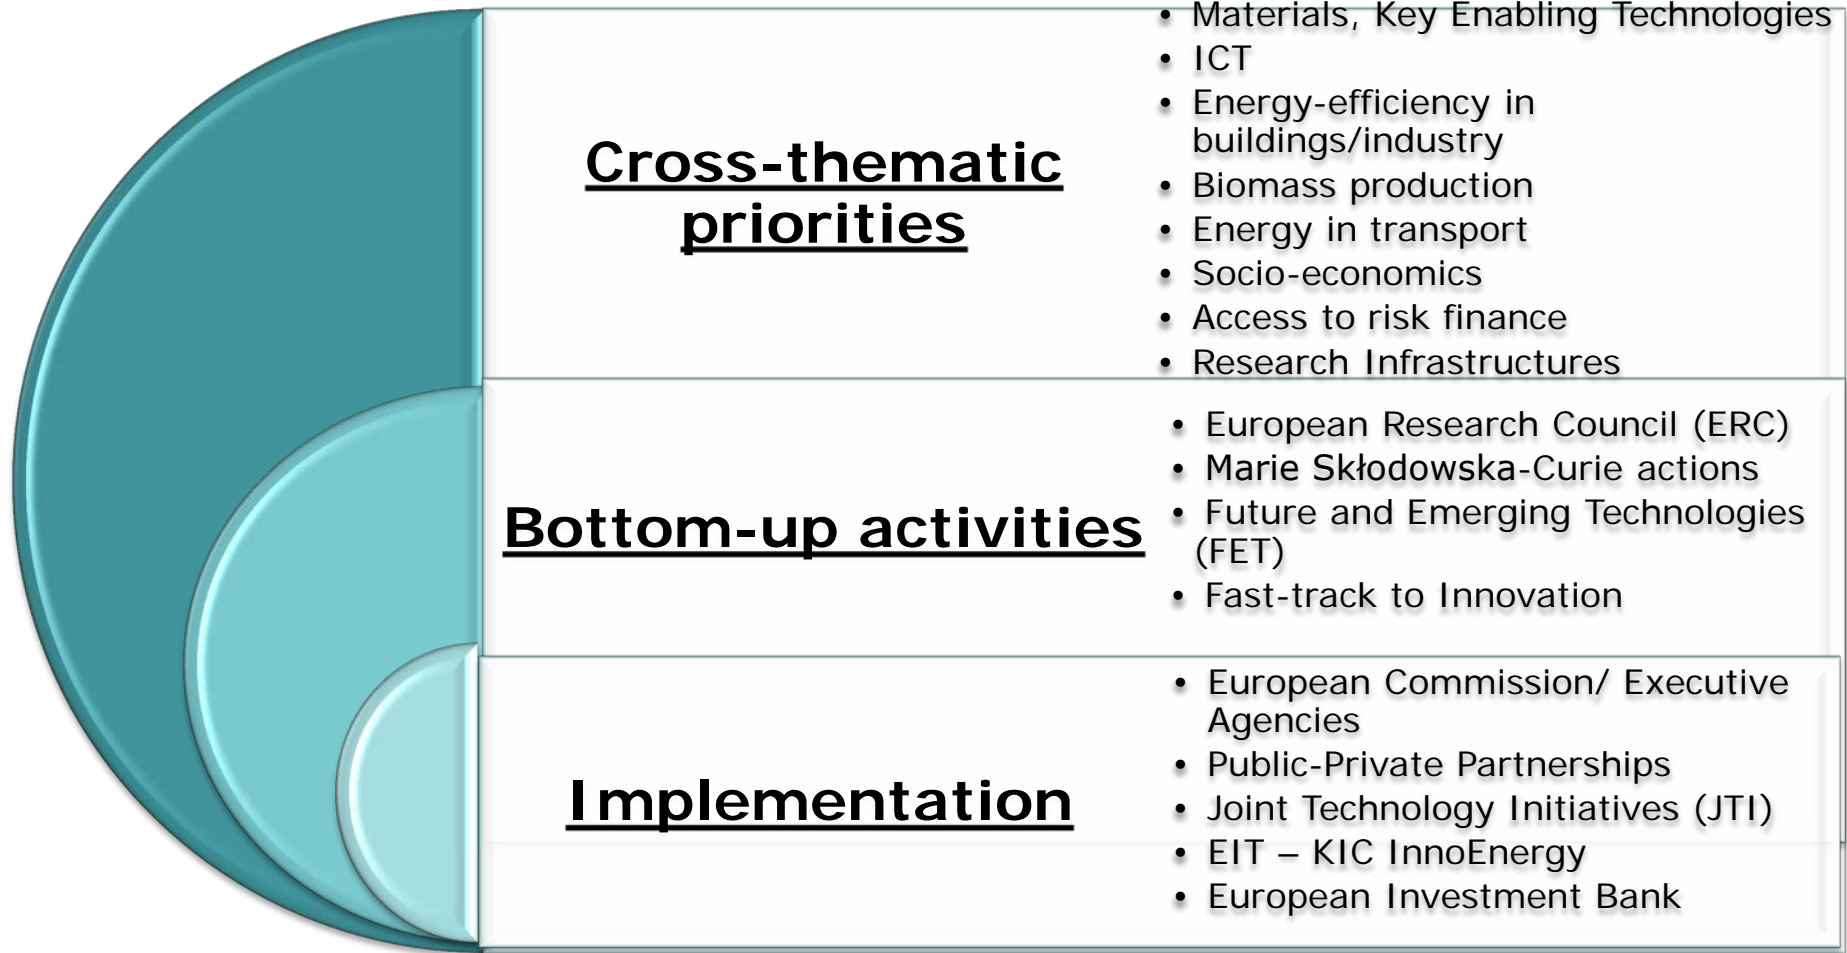 Cross-thematic
priorities
• Materials, Key Enabling Technologies
• ICT
• Energy-efficiency in
buildings/industry
• Biomass production
• Energy in transport
• Socio-economics
• Access to risk finance
• Research Infrastructures
Bottom-up activities
• European Research Council (ERC)
• Marie Skłodowska-Curie actions
• Future and Emerging Technologies
(FET)
• Fast-track to Innovation
Implementation
• European Commission/ Executive
Agencies
• Public-Private Partnerships
• Joint Technology Initiatives (JTI)
• EIT – KIC InnoEnergy
• European Investment Bank